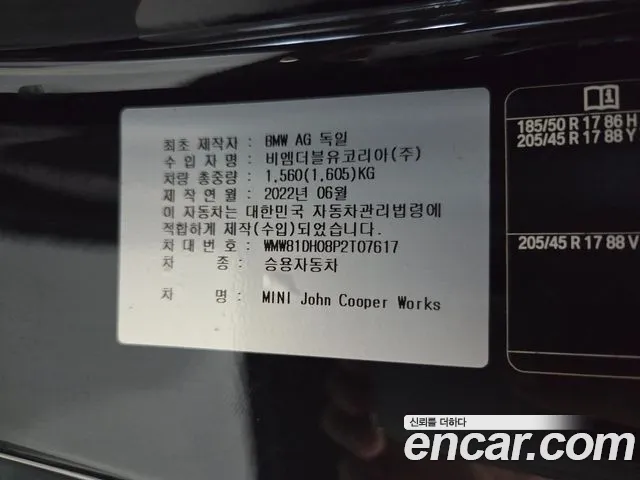 최초 제작자 : BMW AG 독일
수 입 자 명 : 비엠더블유코리아(주)
차량 총중량 : 1,560(1,605)KG
제 작 연 월 : 2022년 06월
이 자동차는 대한민국 자동차관리법령에
적합하게 제작(수입)되었습니다.
차 대 번 호 : WMW81DH08P2T07617
차 종 : 승용자동차
차 명 : MINI John Cooper Works
185/50 R 17 86 H
205/45 R 17 88 Y
205/45 R 17 88 V
신뢰를 더하다
encar.com